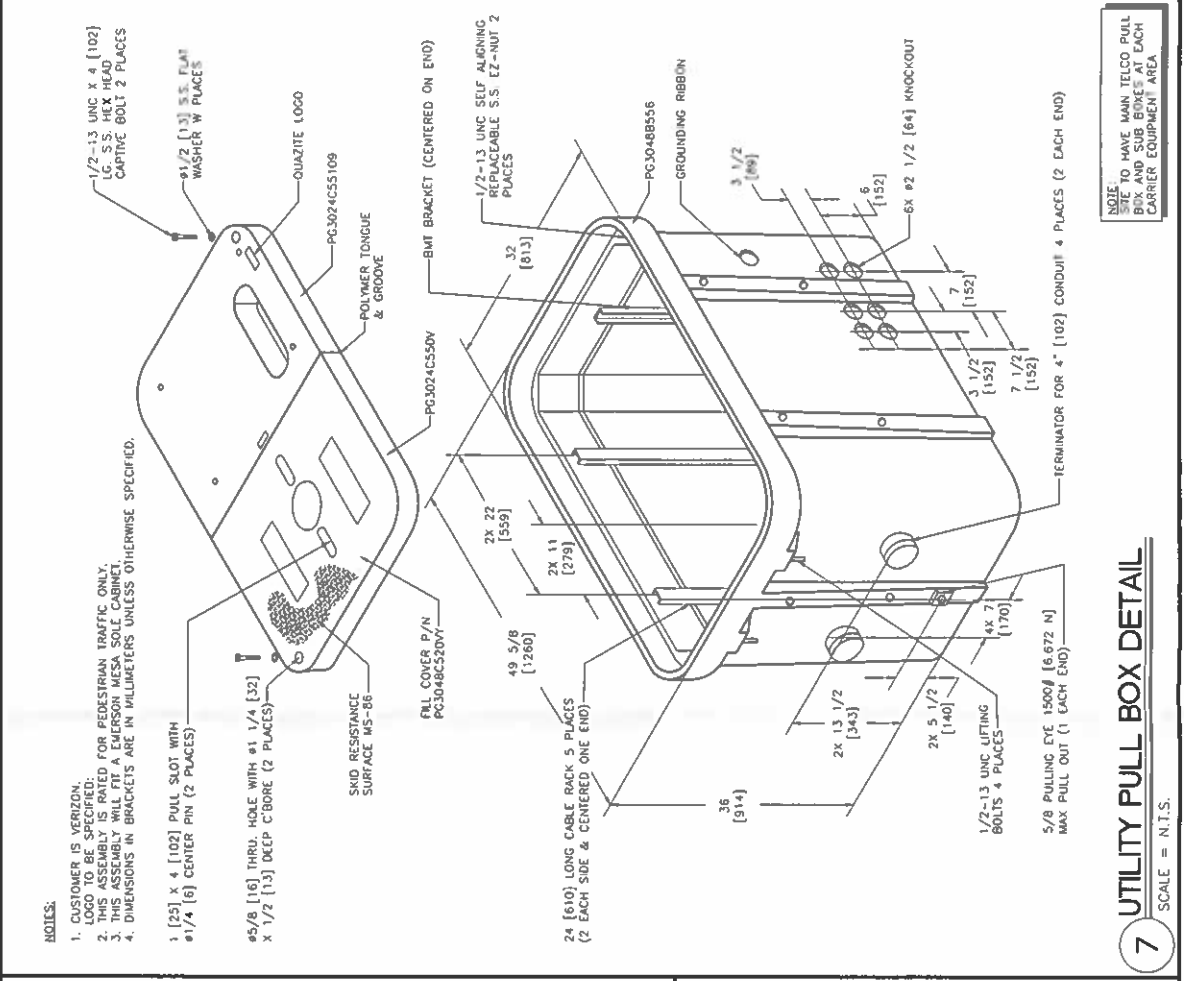 NOTES:
1. CUSTOMER IS VERIZON.
LOGO TO BE SPECIFIED:
2. THIS ASSEMBLY IS RATED FOR PEDESTRIAN TRAFFIC ONLY.
3. THIS ASSEMBLY WILL FIT A EMERSON MESA SOLE CABINET.
4. DIMENSIONS IN BRACKETS ARE IN MILLIMETERS UNLESS OTHERWISE SPECIFIED.
1 [25] X 4 [102] PULL SLOT WITH
ø1/4 [6] CENTER PIN (2 PLACES)
ø5/8 [16] THRU. HOLE WITH ø1 1/4 [32]
X 1/2 [13] DEEP C'BORE (2 PLACES)
SKID RESISTANCE
SURFACE MS-86
FILL COVER P/N
PG3048C520VY
1/2-13 UNC X 4 [102]
LG. S.S. HEX HEAD
CAPTIVE BOLT 2 PLACES
ø1/2 [13] S.S. FLAT
WASHER W PLACES
QUAZITE LOGO
PG3024C55109
POLYMER TONGUE
& GROOVE
PG3024C550V
BMT BRACKET (CENTERED ON END)
1/2-13 UNC SELF ALIGNING
REPLACEABLE S.S. EZ-NUT 2
PLACES
PG3048B556
GROUNDING RIBBON
32
[813]
2X 22
[559]
2X 11
[279]
49 5/8
[1260]
24 [610] LONG CABLE RACK 5 PLACES
(2 EACH SIDE & CENTERED ONE END)
3 1/2
[89]
6
[152]
6X ø2 1/2 [64] KNOCKOUT
7
[152]
3 1/2
[152]
7 1/2
[152]
TERMINATOR FOR 4" [102] CONDUIT 4 PLACES (2 EACH END)
36
[914]
2X 13 1/2
[343]
2X 5 1/2
[140]
4X 7
[170]
1/2-13 UNC LIFTING
BOLTS 4 PLACES
5/8 PULLING EYE 1500# [6.672 N]
MAX PULL OUT (1 EACH END)
NOTE:
SITE TO HAVE MAIN TELCO PULL
BOX AND SUB BOXES AT EACH
CARRIER EQUIPMENT AREA
7
UTILITY PULL BOX DETAIL
SCALE = N.T.S.